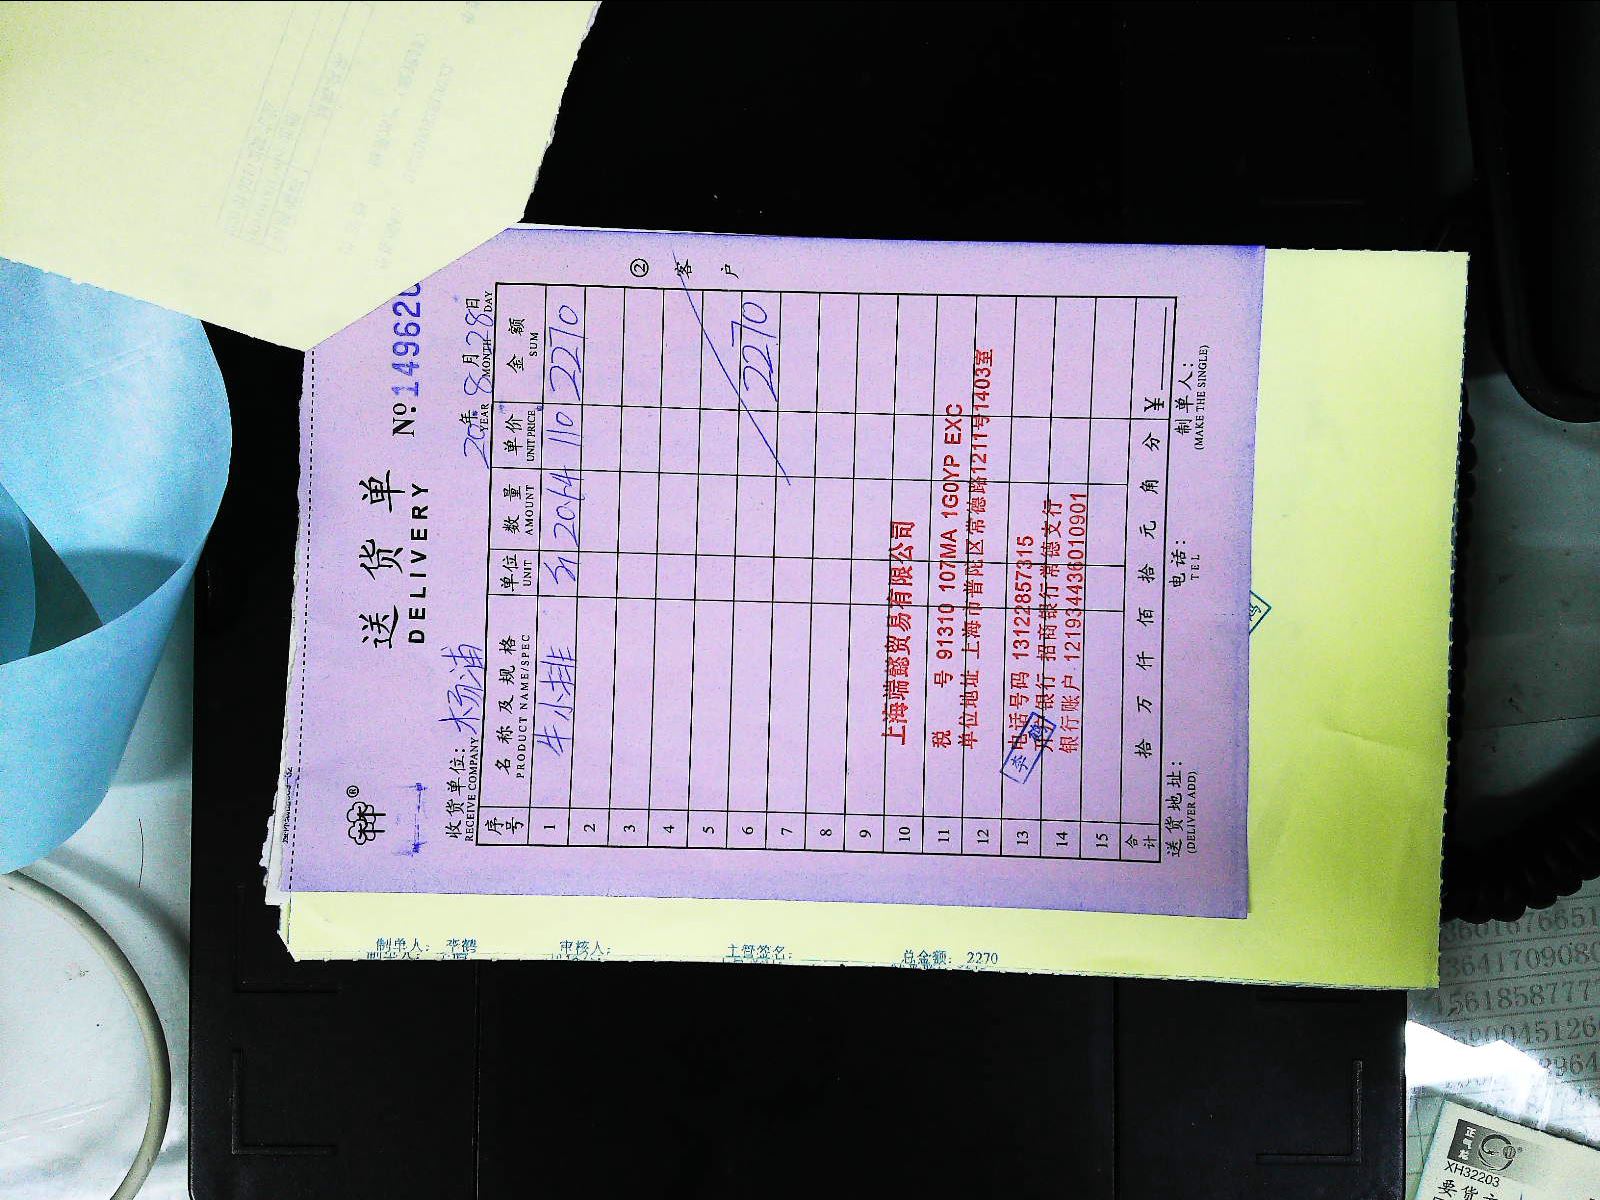 送货单
DELIVERY
No. 149620
收货单位: 杨浦
RECEIVE COMPANY
20 年 8 月 28 日
YEAR MONTH DAY
序号 名称及规格 单位 数量 单价 金额
PRODUCT NAME/SPEC UNIT AMOUNT UNIT PRICE SUM
1 牛小排 110 2270
2
3
4
5
6 2270
7
8
9
10
11
12
13
14
15
② 客户
上海端懿贸易有限公司
税 号 91310 107MA 1G0YP EXC
单位地址 上海市普陀区常德路1211号1403室
电话号码 13122857315
开户银行 招商银行常德支行
银行账户 121934436010901
合计 拾 万 仟 佰 拾 元 角 分 ¥
送货地址:
(DELIVER ADD)
电话:
TEL
制单人:
(MAKE THE SINGLE)
制单人: 李鹤 审核人: 主管签名: 总金额: 2270
XH32203